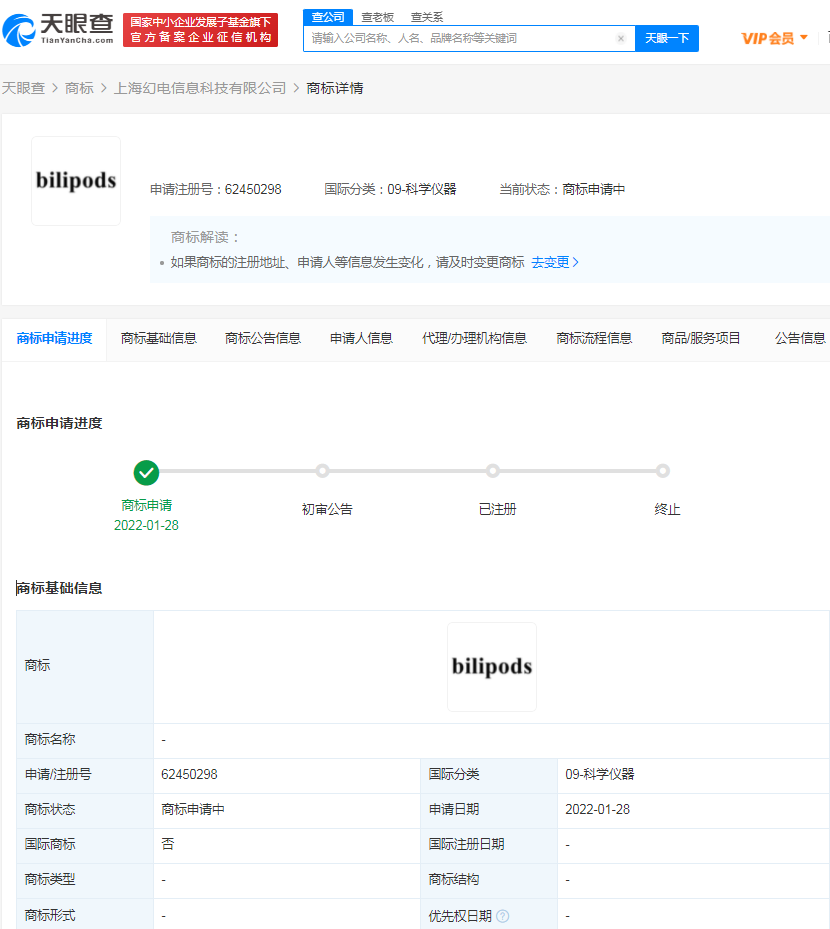 天眼查
TianYanCha.com
国家中小企业发展子基金旗下
官方备案企业征信机构
查公司 查老板 查关系
请输入公司名称、人名、品牌名称等关键词 × 天眼一下
VIP会员
天眼查 > 商标 > 上海幻电信息科技有限公司 > 商标详情
bilipods
申请注册号：62450298 国际分类：09-科学仪器 当前状态：商标申请中
商标解读：
• 如果商标的注册地址、申请人等信息发生变化，请及时变更商标 去变更>
商标申请进度 商标基础信息 商标公告信息 申请人信息 代理/办理机构信息 商标流程信息 商品/服务项目 公告信息
商标申请进度
商标申请 初审公告 已注册 终止
2022-01-28
商标基础信息
商标 bilipods
商标名称 -
申请/注册号 62450298 国际分类 09-科学仪器
商标状态 商标申请中 申请日期 2022-01-28
国际商标 否 国际注册日期 -
商标类型 - 商标结构 -
商标形式 - 优先权日期 ? -